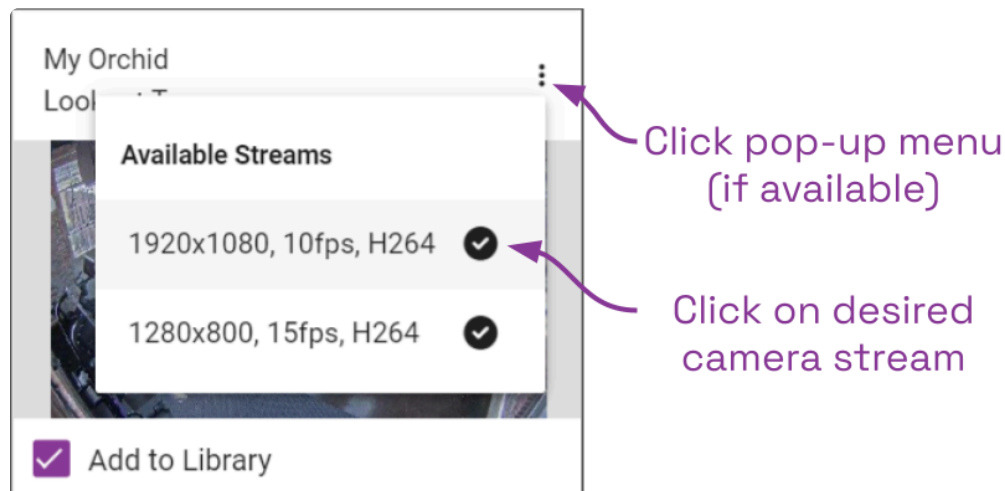 My Orchid
Available Streams
1920x1080, 10fps, H264
1280x800, 15fps, H264
Add to Library
Click pop-up menu
(if available)
Click on desired
camera stream